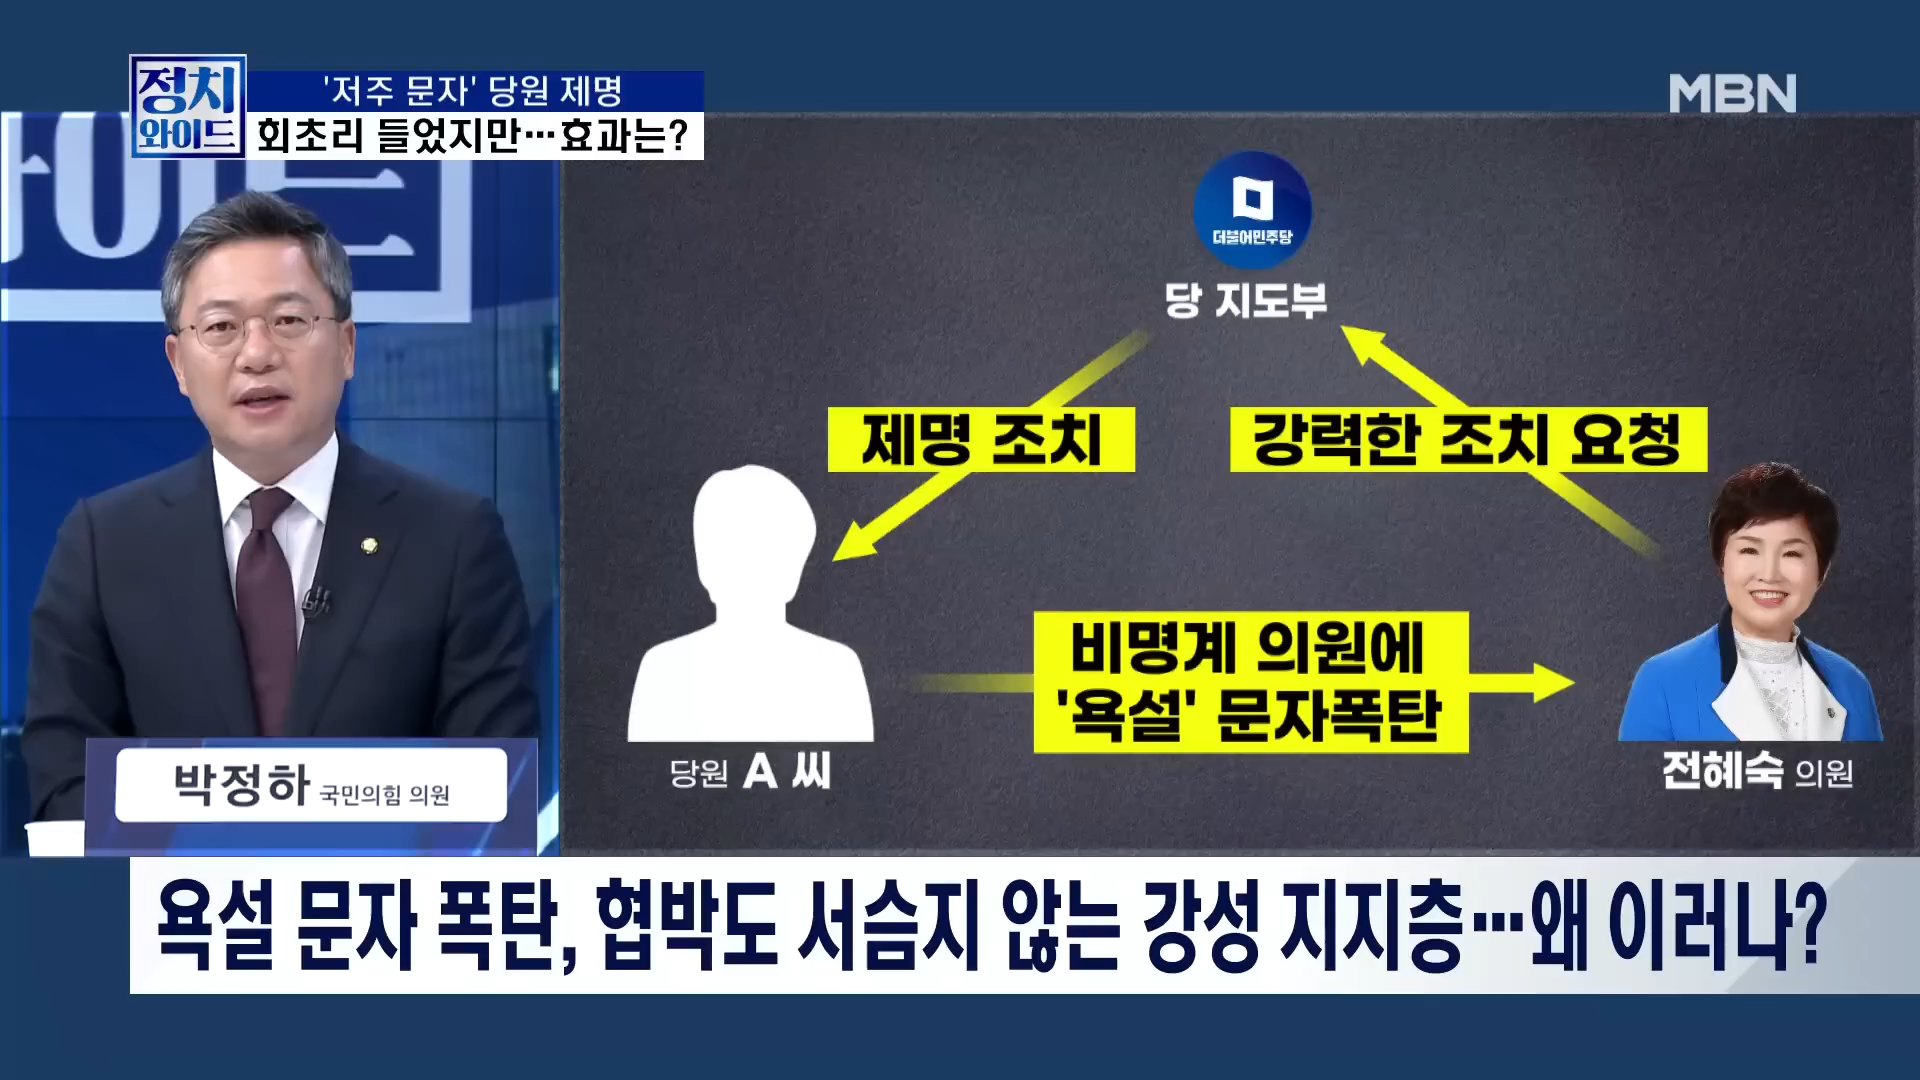 정치
와이드
'저주 문자' 당원 제명
회초리 들었지만…효과는?
MBN
더불어민주당
당 지도부
제명 조치
강력한 조치 요청
비명계 의원에
'욕설' 문자폭탄
당원 A 씨
전혜숙 의원
박정하 국민의힘 의원
욕설 문자 폭탄, 협박도 서슴지 않는 강성 지지층…왜 이러나?